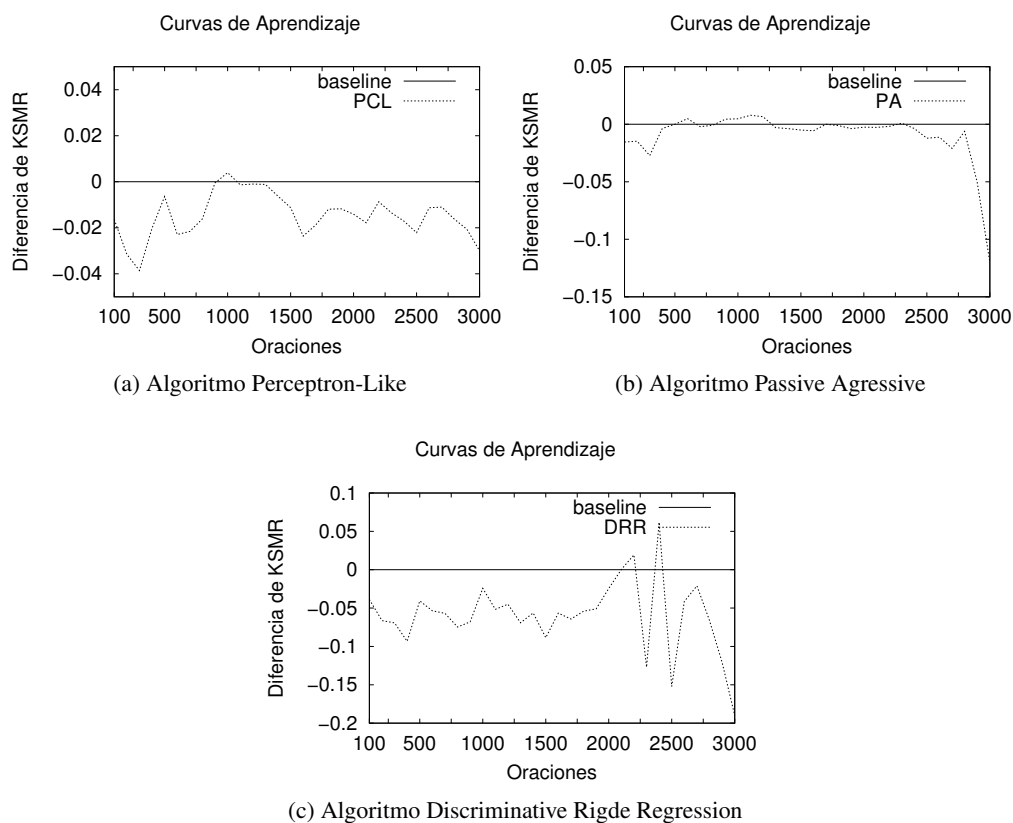 Curvas de Aprendizaje
0.04
0.02
0
−0.02
−0.04
100 500 1000 1500 2000 2500 3000
Diferencia de KSMR
Oraciones
baseline
PCL
(a) Algoritmo Perceptron-Like
Curvas de Aprendizaje
0.05
0
−0.05
−0.1
−0.15
100 500 1000 1500 2000 2500 3000
Diferencia de KSMR
Oraciones
baseline
PA
(b) Algoritmo Passive Agressive
Curvas de Aprendizaje
0.1
0.05
0
−0.05
−0.1
−0.15
−0.2
100 500 1000 1500 2000 2500 3000
Diferencia de KSMR
Oraciones
baseline
DRR
(c) Algoritmo Discriminative Rigde Regression